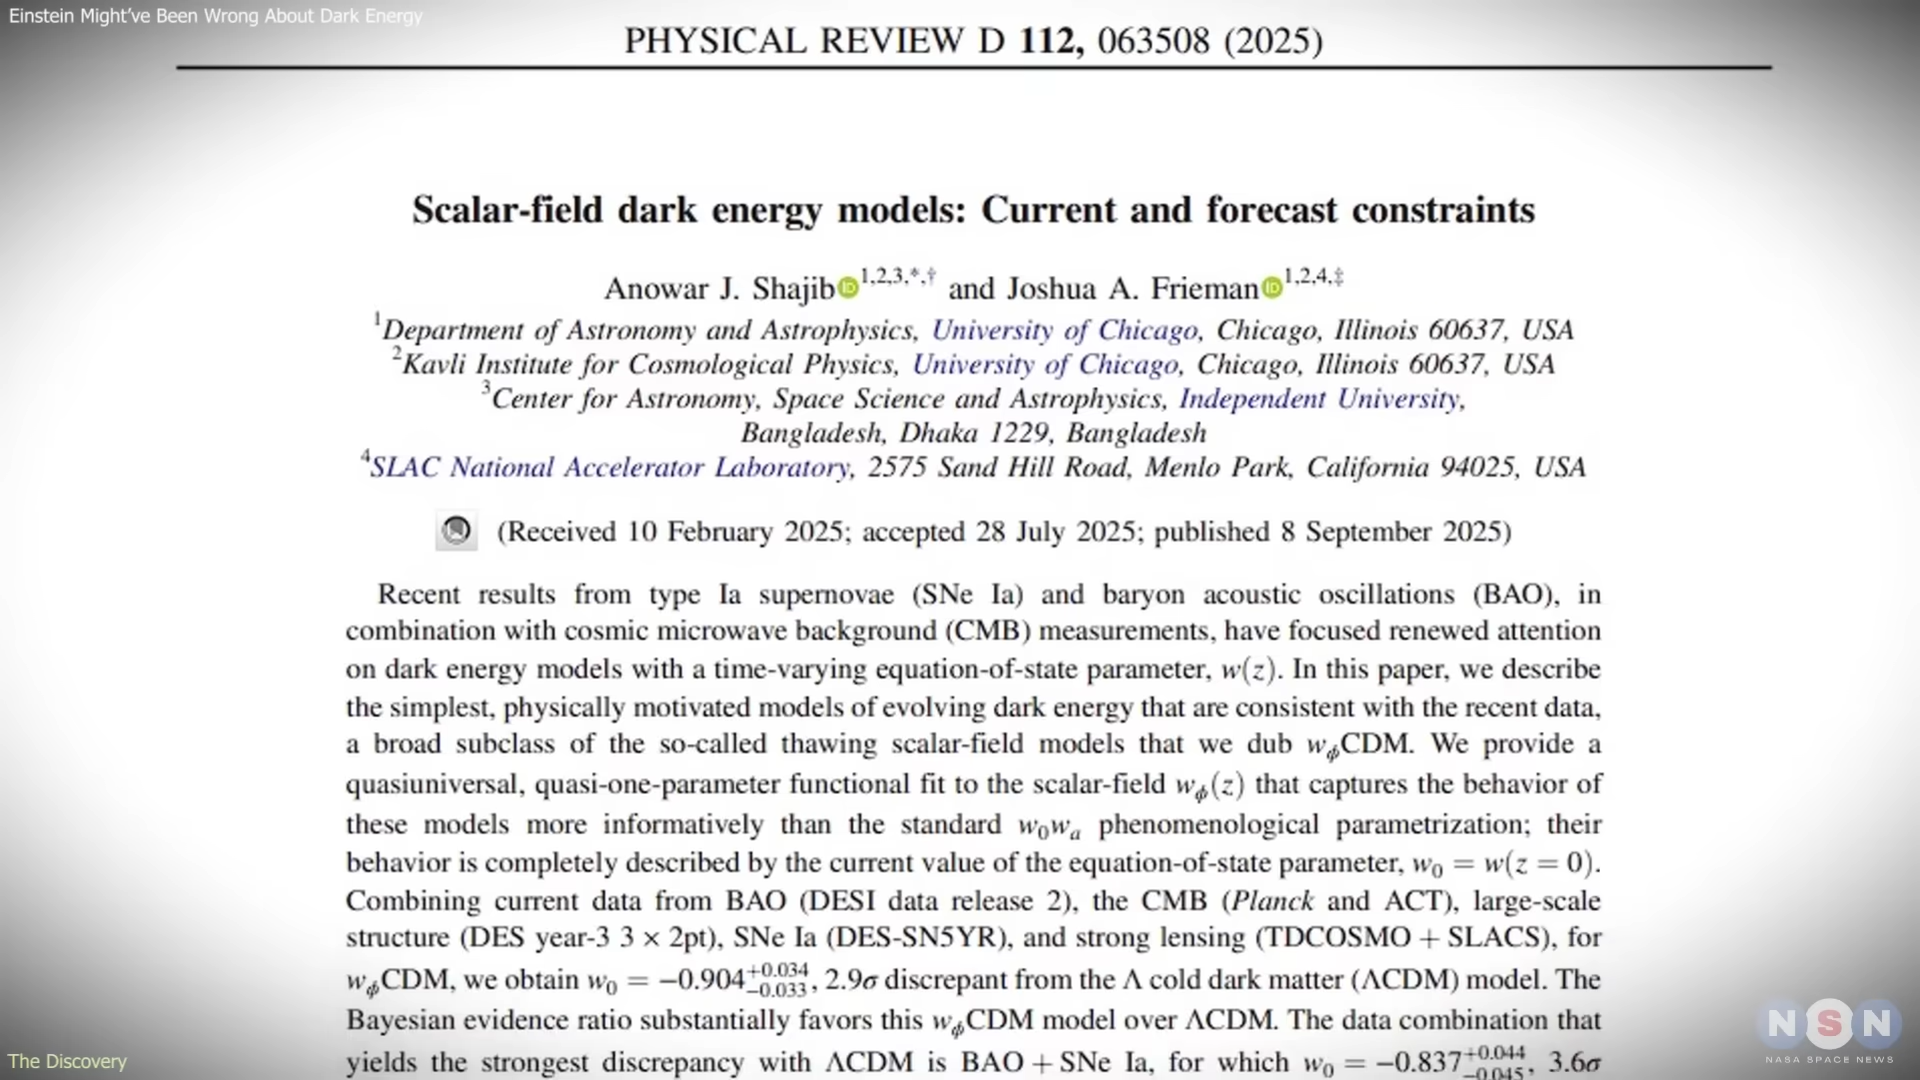 Einstein Might've Been Wrong About Dark Energy
PHYSICAL REVIEW D 112, 063508 (2025)
Scalar-field dark energy models: Current and forecast constraints
Anowar J. Shajib 1,2,3,*,† and Joshua A. Frieman 1,2,4,‡
1Department of Astronomy and Astrophysics, University of Chicago, Chicago, Illinois 60637, USA
2Kavli Institute for Cosmological Physics, University of Chicago, Chicago, Illinois 60637, USA
3Center for Astronomy, Space Science and Astrophysics, Independent University,
Bangladesh, Dhaka 1229, Bangladesh
4SLAC National Accelerator Laboratory, 2575 Sand Hill Road, Menlo Park, California 94025, USA
(Received 10 February 2025; accepted 28 July 2025; published 8 September 2025)
Recent results from type Ia supernovae (SNe Ia) and baryon acoustic oscillations (BAO), in
combination with cosmic microwave background (CMB) measurements, have focused renewed attention
on dark energy models with a time-varying equation-of-state parameter, w(z). In this paper, we describe
the simplest, physically motivated models of evolving dark energy that are consistent with the recent data,
a broad subclass of the so-called thawing scalar-field models that we dub wϕCDM. We provide a
quasiuniversal, quasi-one-parameter functional fit to the scalar-field wϕ(z) that captures the behavior of
these models more informatively than the standard w0wa phenomenological parametrization; their
behavior is completely described by the current value of the equation-of-state parameter, w0 = w(z = 0).
Combining current data from BAO (DESI data release 2), the CMB (Planck and ACT), large-scale
structure (DES year-3 3 × 2pt), SNe Ia (DES-SN5YR), and strong lensing (TDCOSMO + SLACS), for
wϕCDM, we obtain w0 = −0.904+0.034−0.033, 2.9σ discrepant from the Λ cold dark matter (ΛCDM) model. The
Bayesian evidence ratio substantially favors this wϕCDM model over ΛCDM. The data combination that
yields the strongest discrepancy with ΛCDM is BAO + SNe Ia, for which w0 = −0.837+0.044−0.045, 3.6σ
The Discovery
NSN
NASA SPACE NEWS